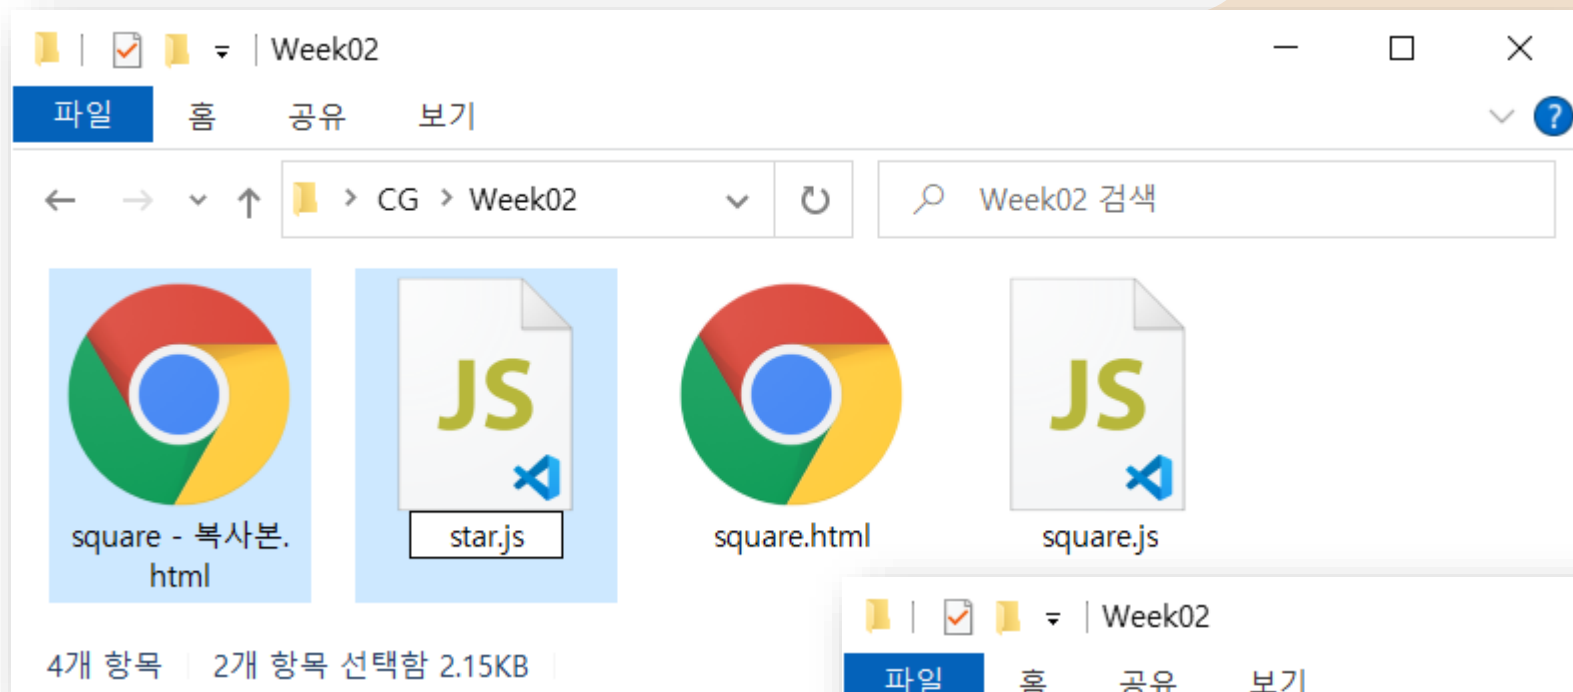 Week02
파일 홈 공유 보기
?
CG > Week02
Week02 검색
JS
JS
square - 복사본.
html
star.js
square.html
square.js
4개 항목 2개 항목 선택함 2.15KB
Week02
파일 홈 공유 보기